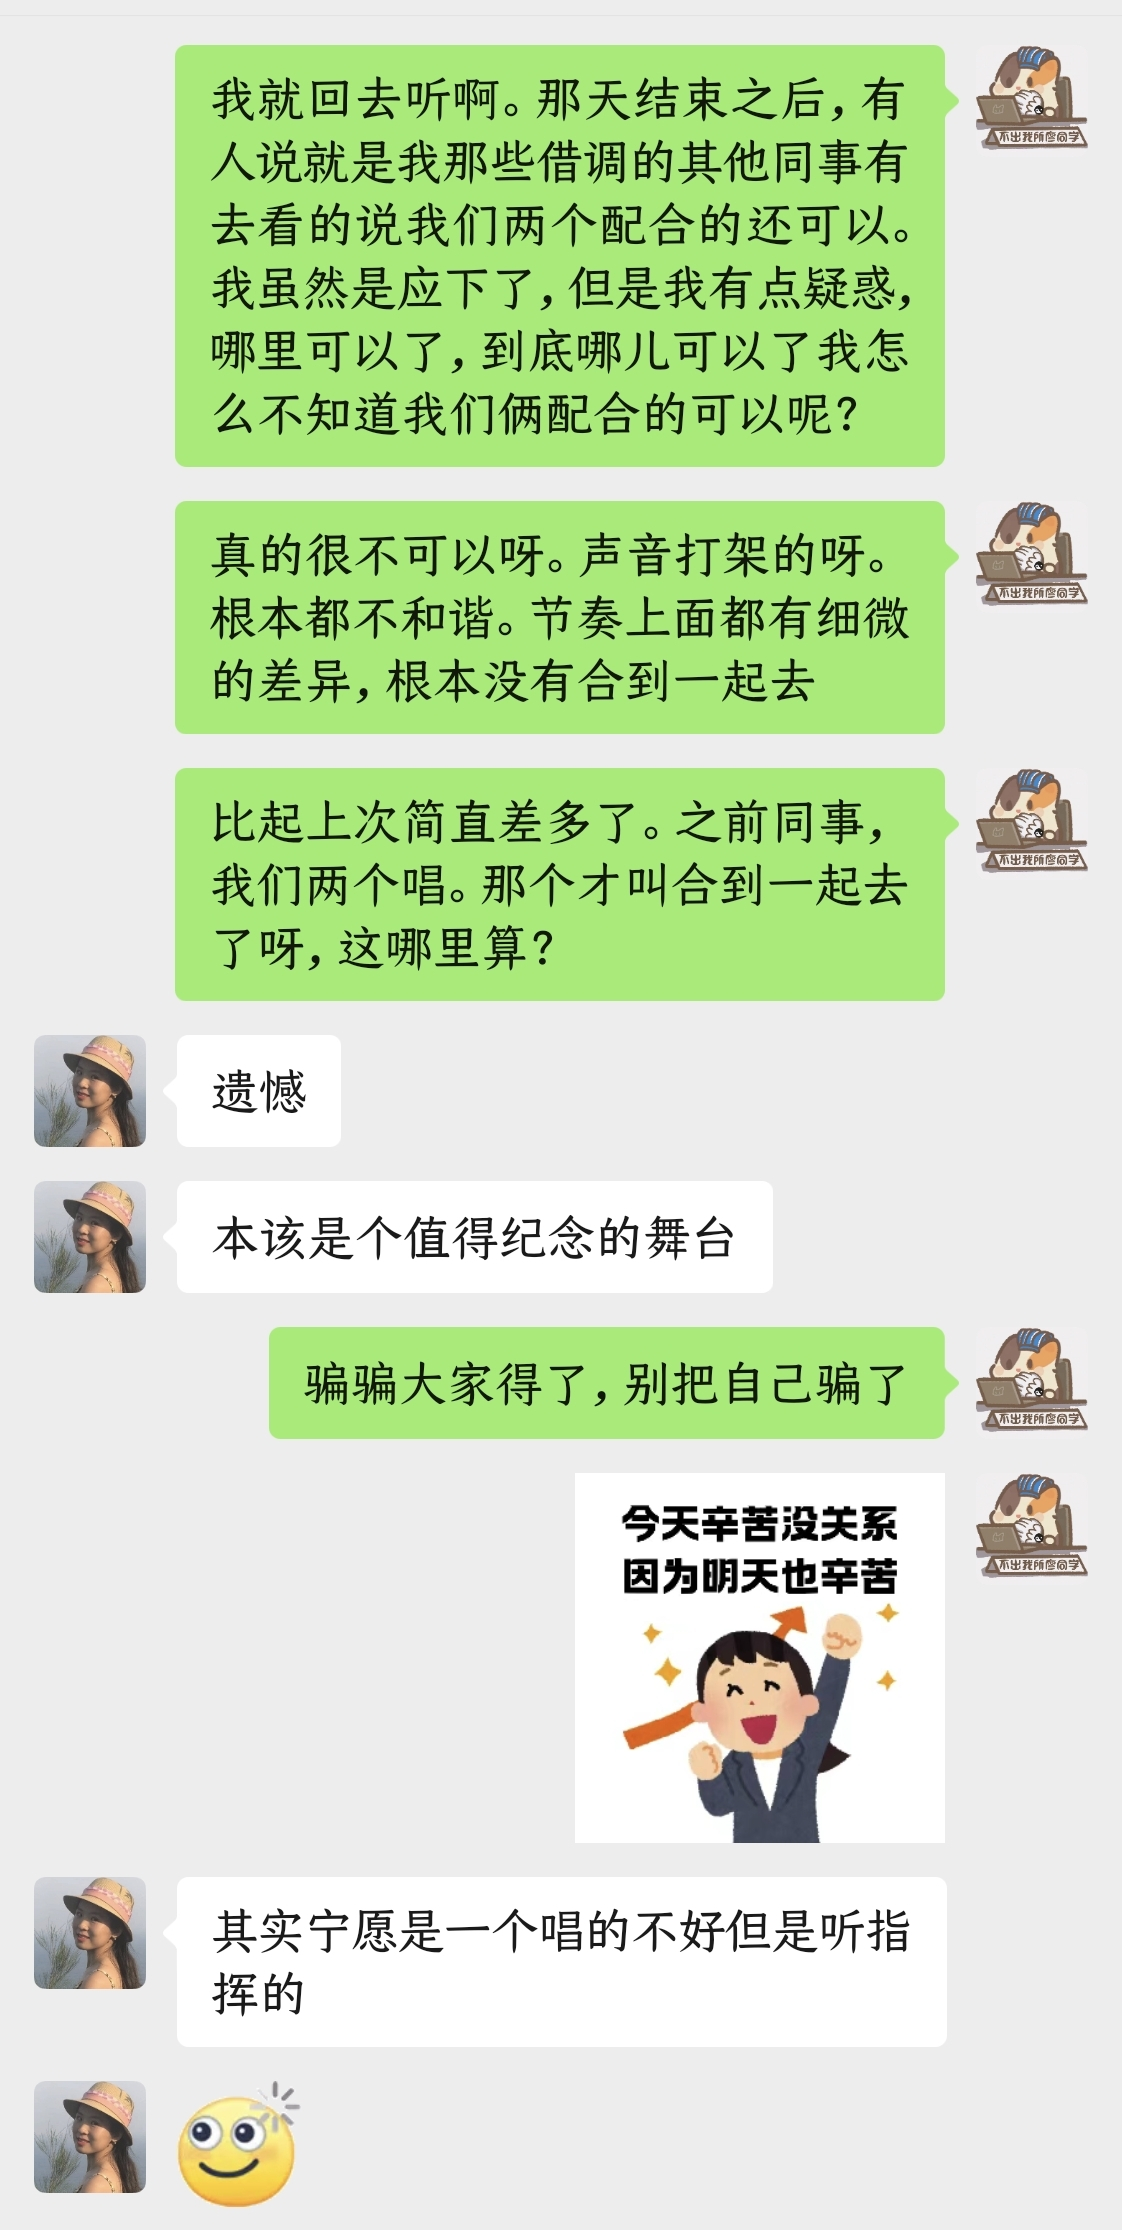 我就回去听啊。那天结束之后，有
人说就是我那些借调的其他同事有
去看的说我们两个配合的还可以。
我虽然是应下了，但是我有点疑惑，
哪里可以了，到底哪儿可以了我怎
么不知道我们俩配合的可以呢？
不出我所廖同学
真的很不可以呀。声音打架的呀。
根本都不和谐。节奏上面都有细微
的差异，根本没有合到一起去
不出我所廖同学
比起上次简直差多了。之前同事，
我们两个唱。那个才叫合到一起去
了呀，这哪里算？
不出我所廖同学
遗憾
本该是个值得纪念的舞台
骗骗大家得了，别把自己骗了
不出我所廖同学
今天辛苦没关系
因为明天也辛苦
不出我所廖同学
其实宁愿是一个唱的不好但是听指
挥的